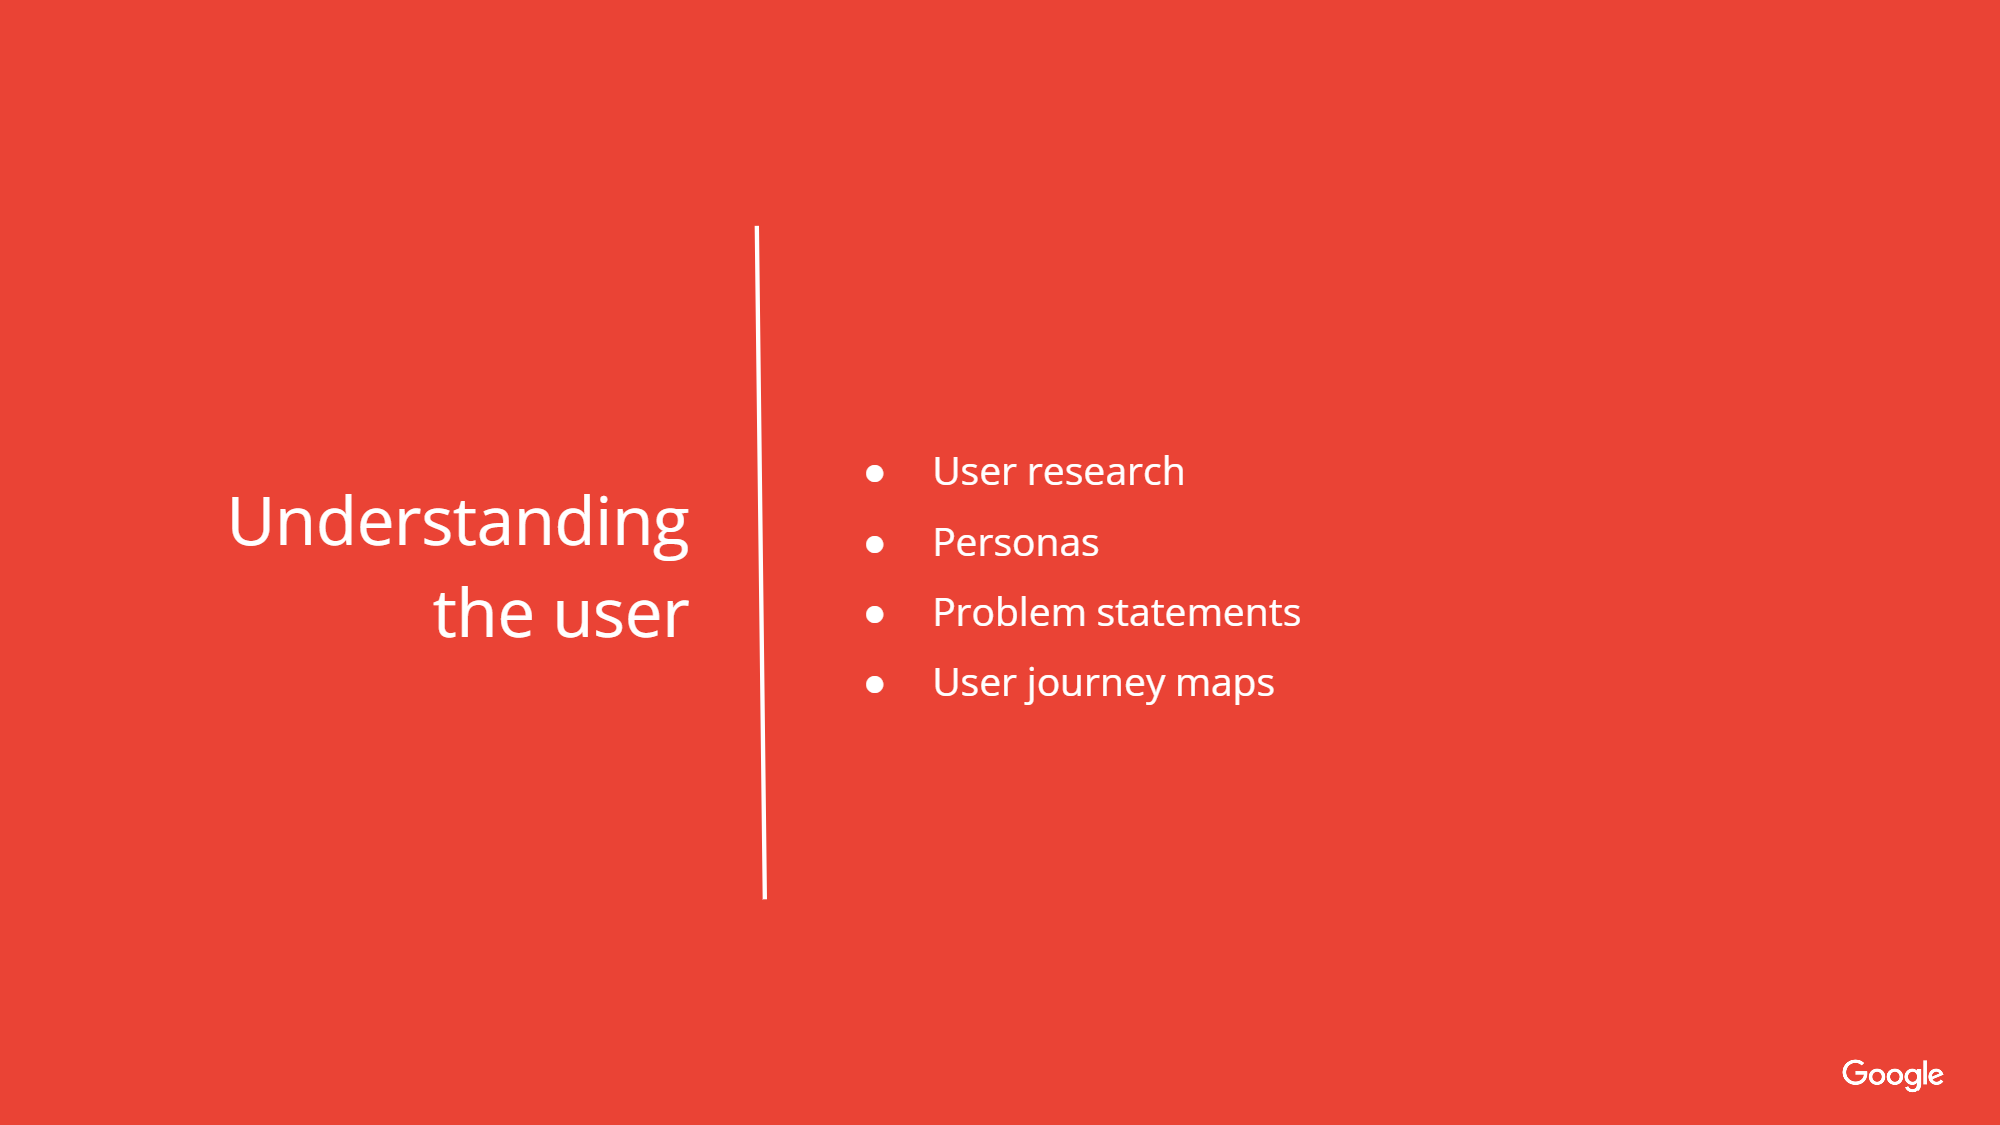 Understanding
the user
● User research
● Personas
● Problem statements
● User journey maps
Google